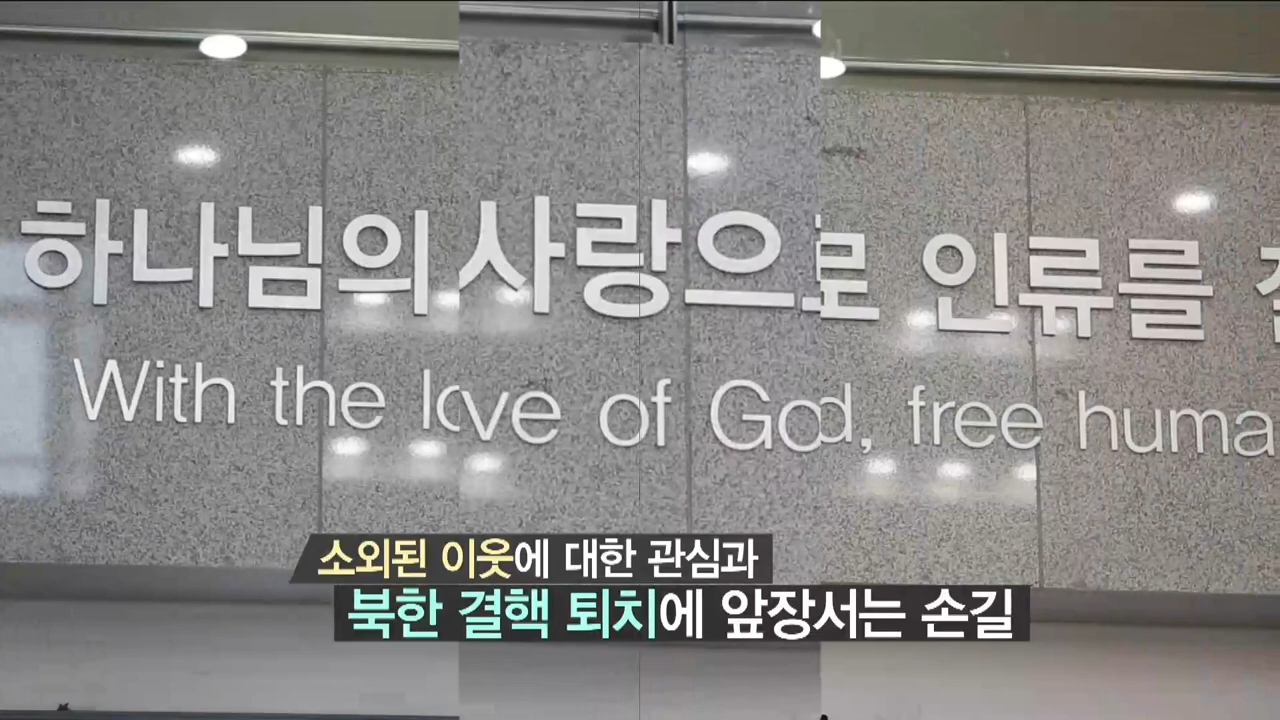 하나님의 사랑으로 인류를
With the love of God, free huma
소외된 이웃에 대한 관심과
북한 결핵 퇴치에 앞장서는 손길